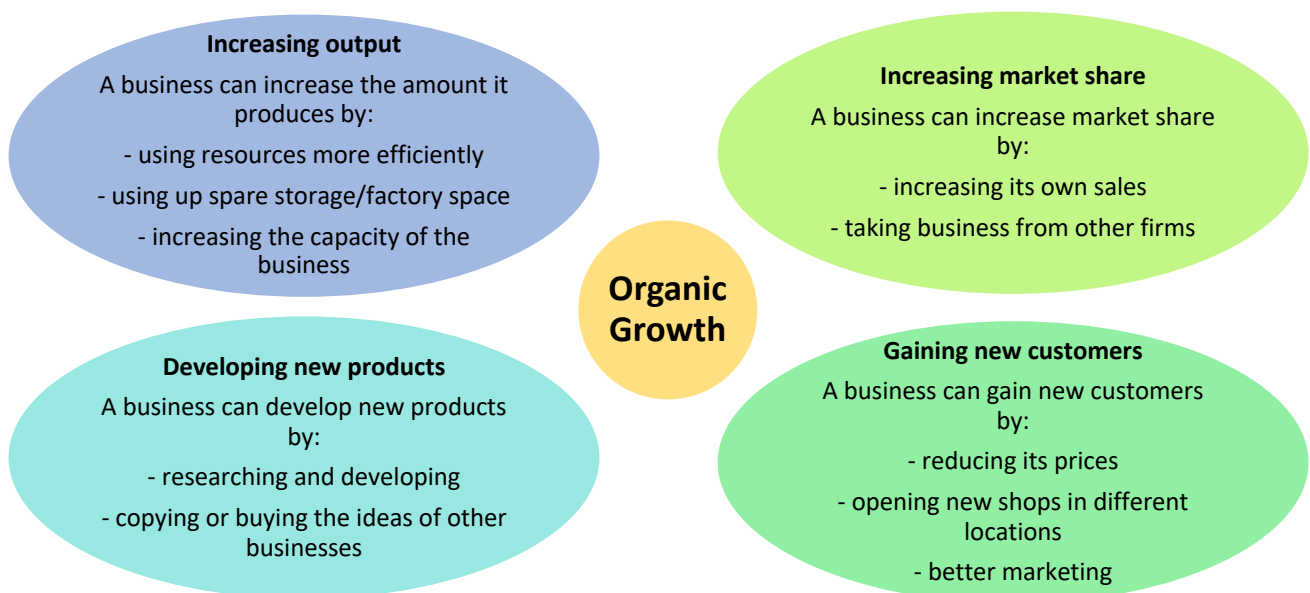 Increasing output
A business can increase the amount it
produces by:
- using resources more efficiently
- using up spare storage/factory space
- increasing the capacity of the
business
Increasing market share
A business can increase market share
by:
- increasing its own sales
- taking business from other firms
Organic
Growth
Developing new products
A business can develop new products
by:
- researching and developing
- copying or buying the ideas of other
businesses
Gaining new customers
A business can gain new customers
by:
- reducing its prices
- opening new shops in different
locations
- better marketing